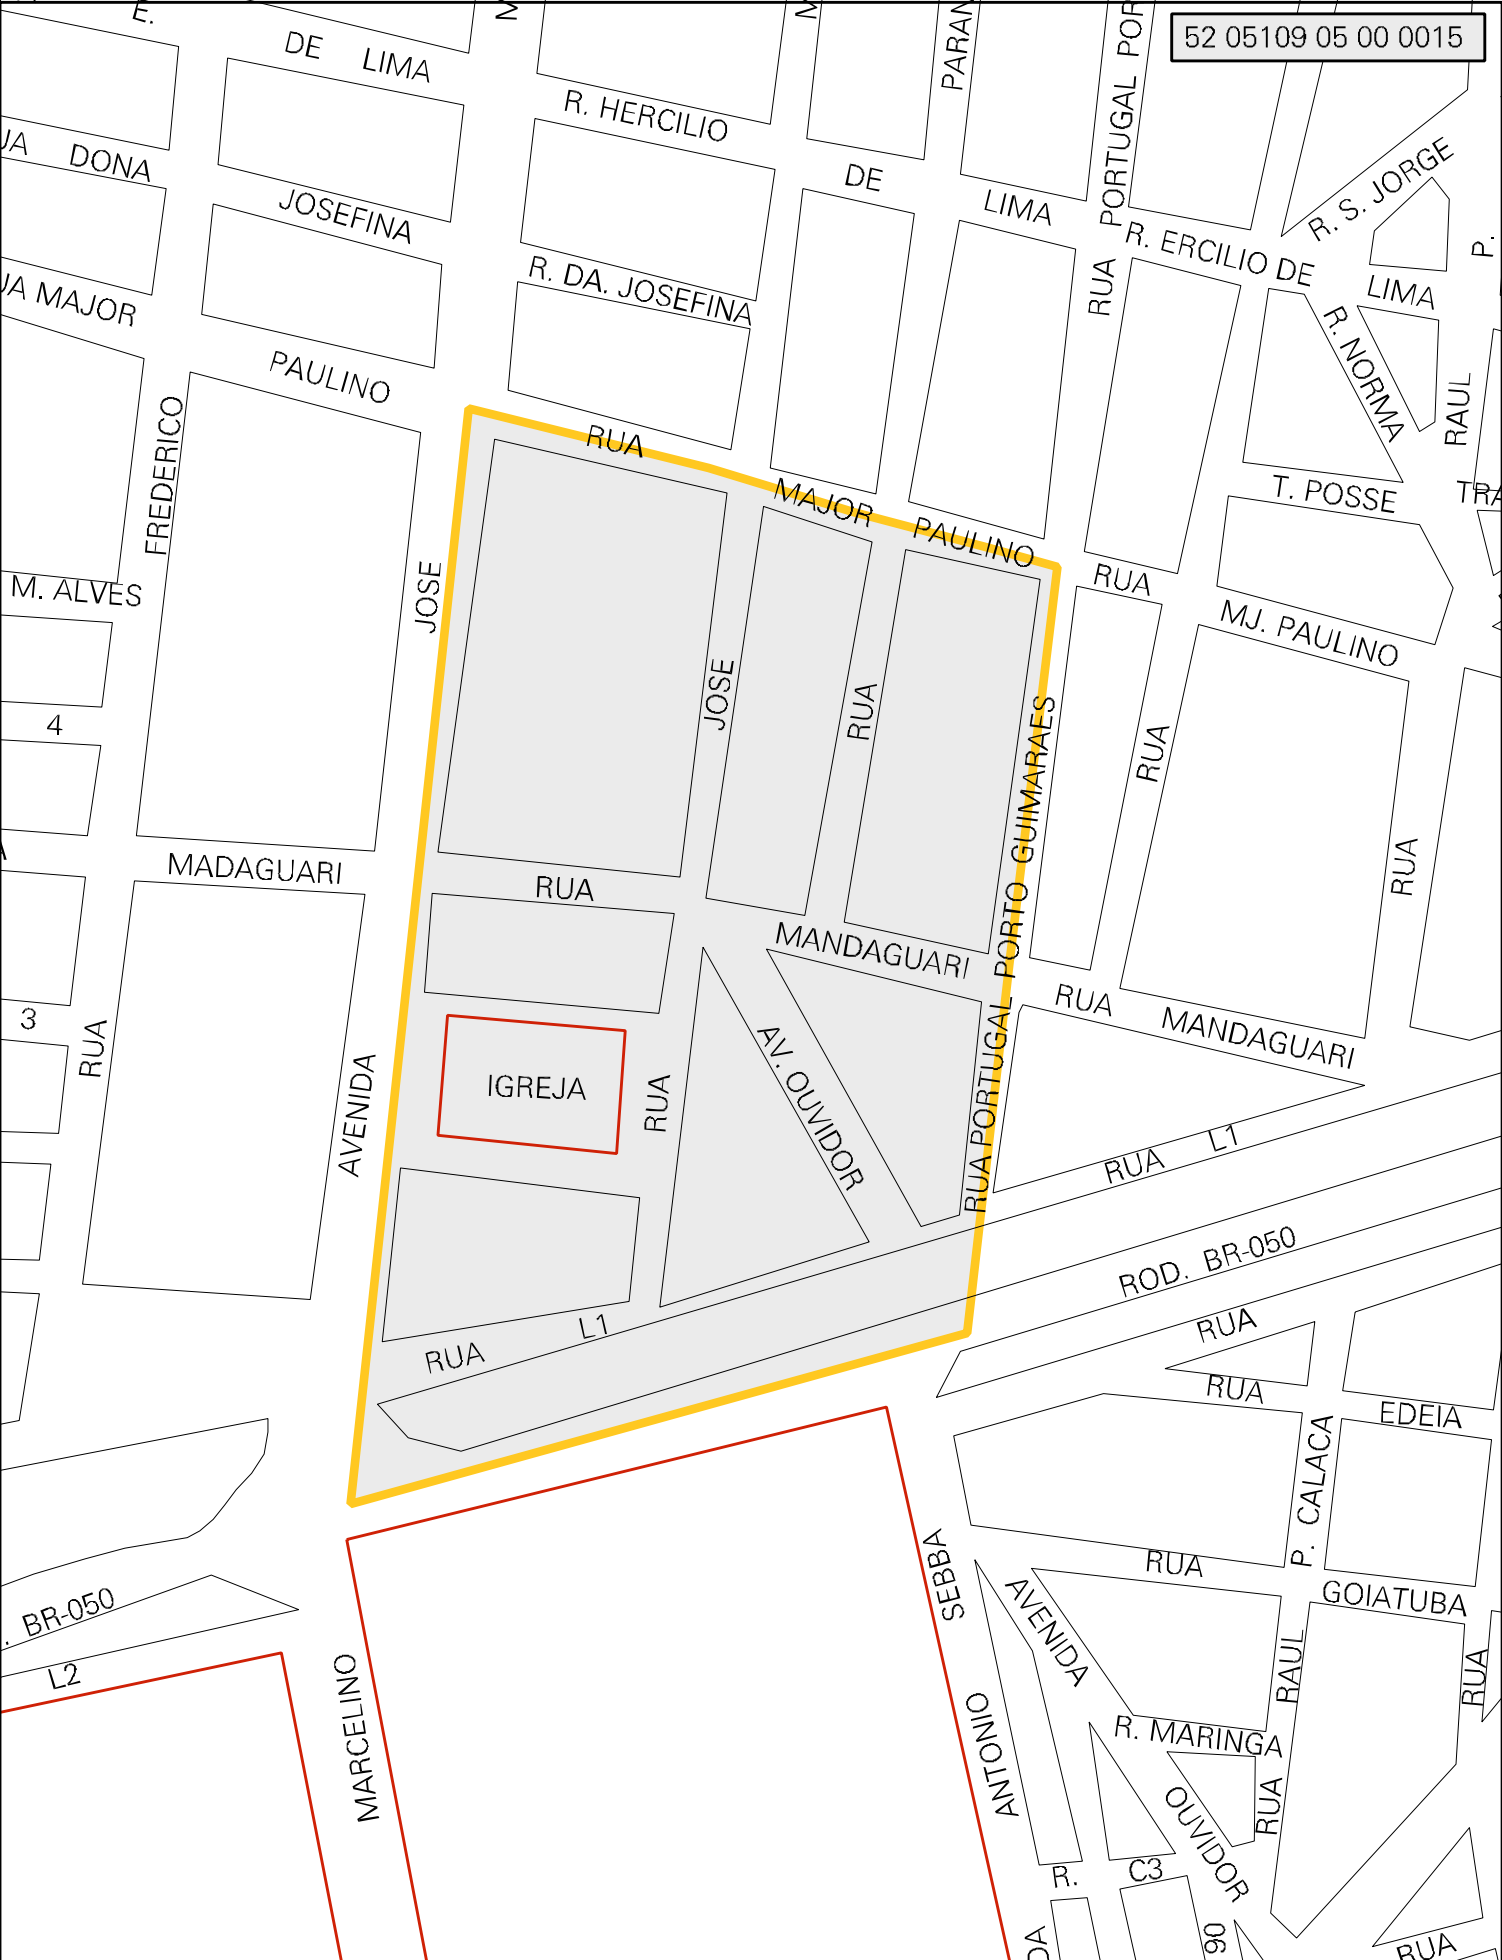 52 05109 05 00 0015
E.
DE LIMA
R. HERCILIO
DE
LIMA
PORTUGAL
RUA
R. ERCILIO DE
LIMA
R. S. JORGE
P.
DONA
JOSEFINA
R. DA. JOSEFINA
MAJOR
PAULINO
R. NORMA
RAUL
FREDERICO
JOSE
RUA
MAJOR
PAULINO
T. POSSE
RUA
MJ. PAULINO
M. ALVES
4
JOSE
RUA
RUA PORTUGAL PORTO GUIMARAES
RUA
RUA
MADAGUARI
RUA
MANDAGUARI
RUA
MANDAGUARI
3
RUA
AVENIDA
IGREJA
RUA
AV. OUVIDOR
RUA L1
RUA
L1
ROD. BR-050
RUA
RUA
EDEIA
P. CALACA
RUA
GOIATUBA
SEBBA
AVENIDA
BR-050
L2
MARCELINO
ANTONIO
RAUL
RUA
R. MARINGA
RUA
OUVIDOR
R.
C3
90
RUA